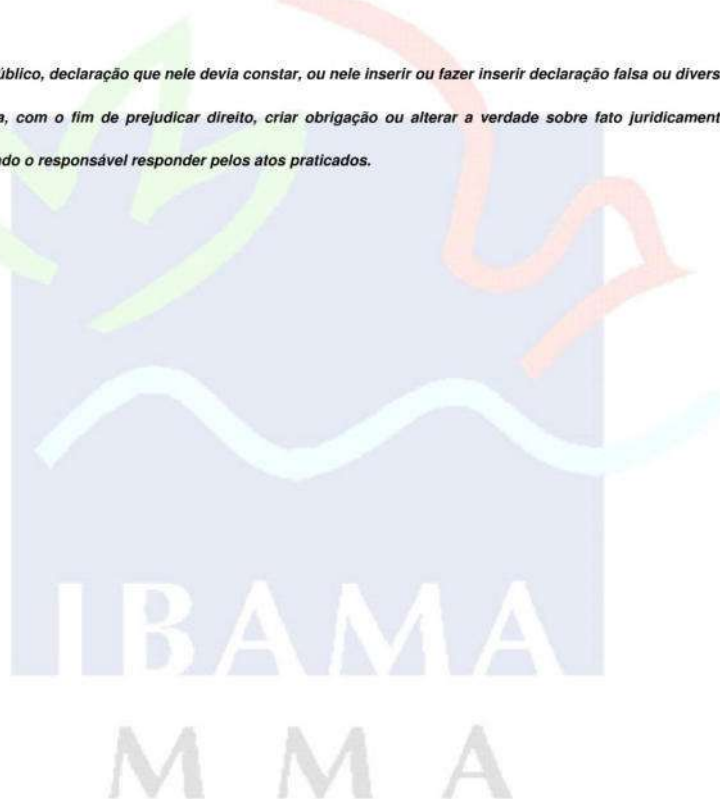 úblico, declaração que nele devia constar, ou nele inserir ou fazer inserir declaração falsa ou divers
a, com o fim de prejudicar direito, criar obrigação ou alterar a verdade sobre fato juridicament
ndo o responsável responder pelos atos praticados.
IBAMA
M M A